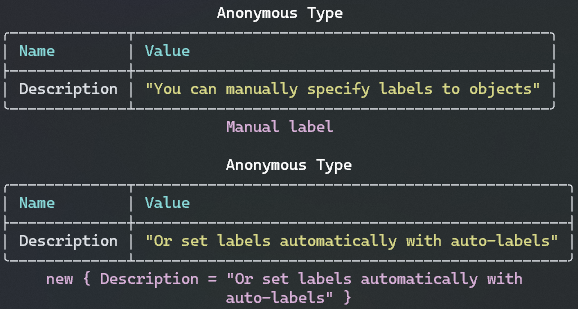 Anonymous Type
Name Value
Description "You can manually specify labels to objects"
Manual label
Anonymous Type
Name Value
Description "Or set labels automatically with auto-labels"
new { Description = "Or set labels automatically with
auto-labels" }